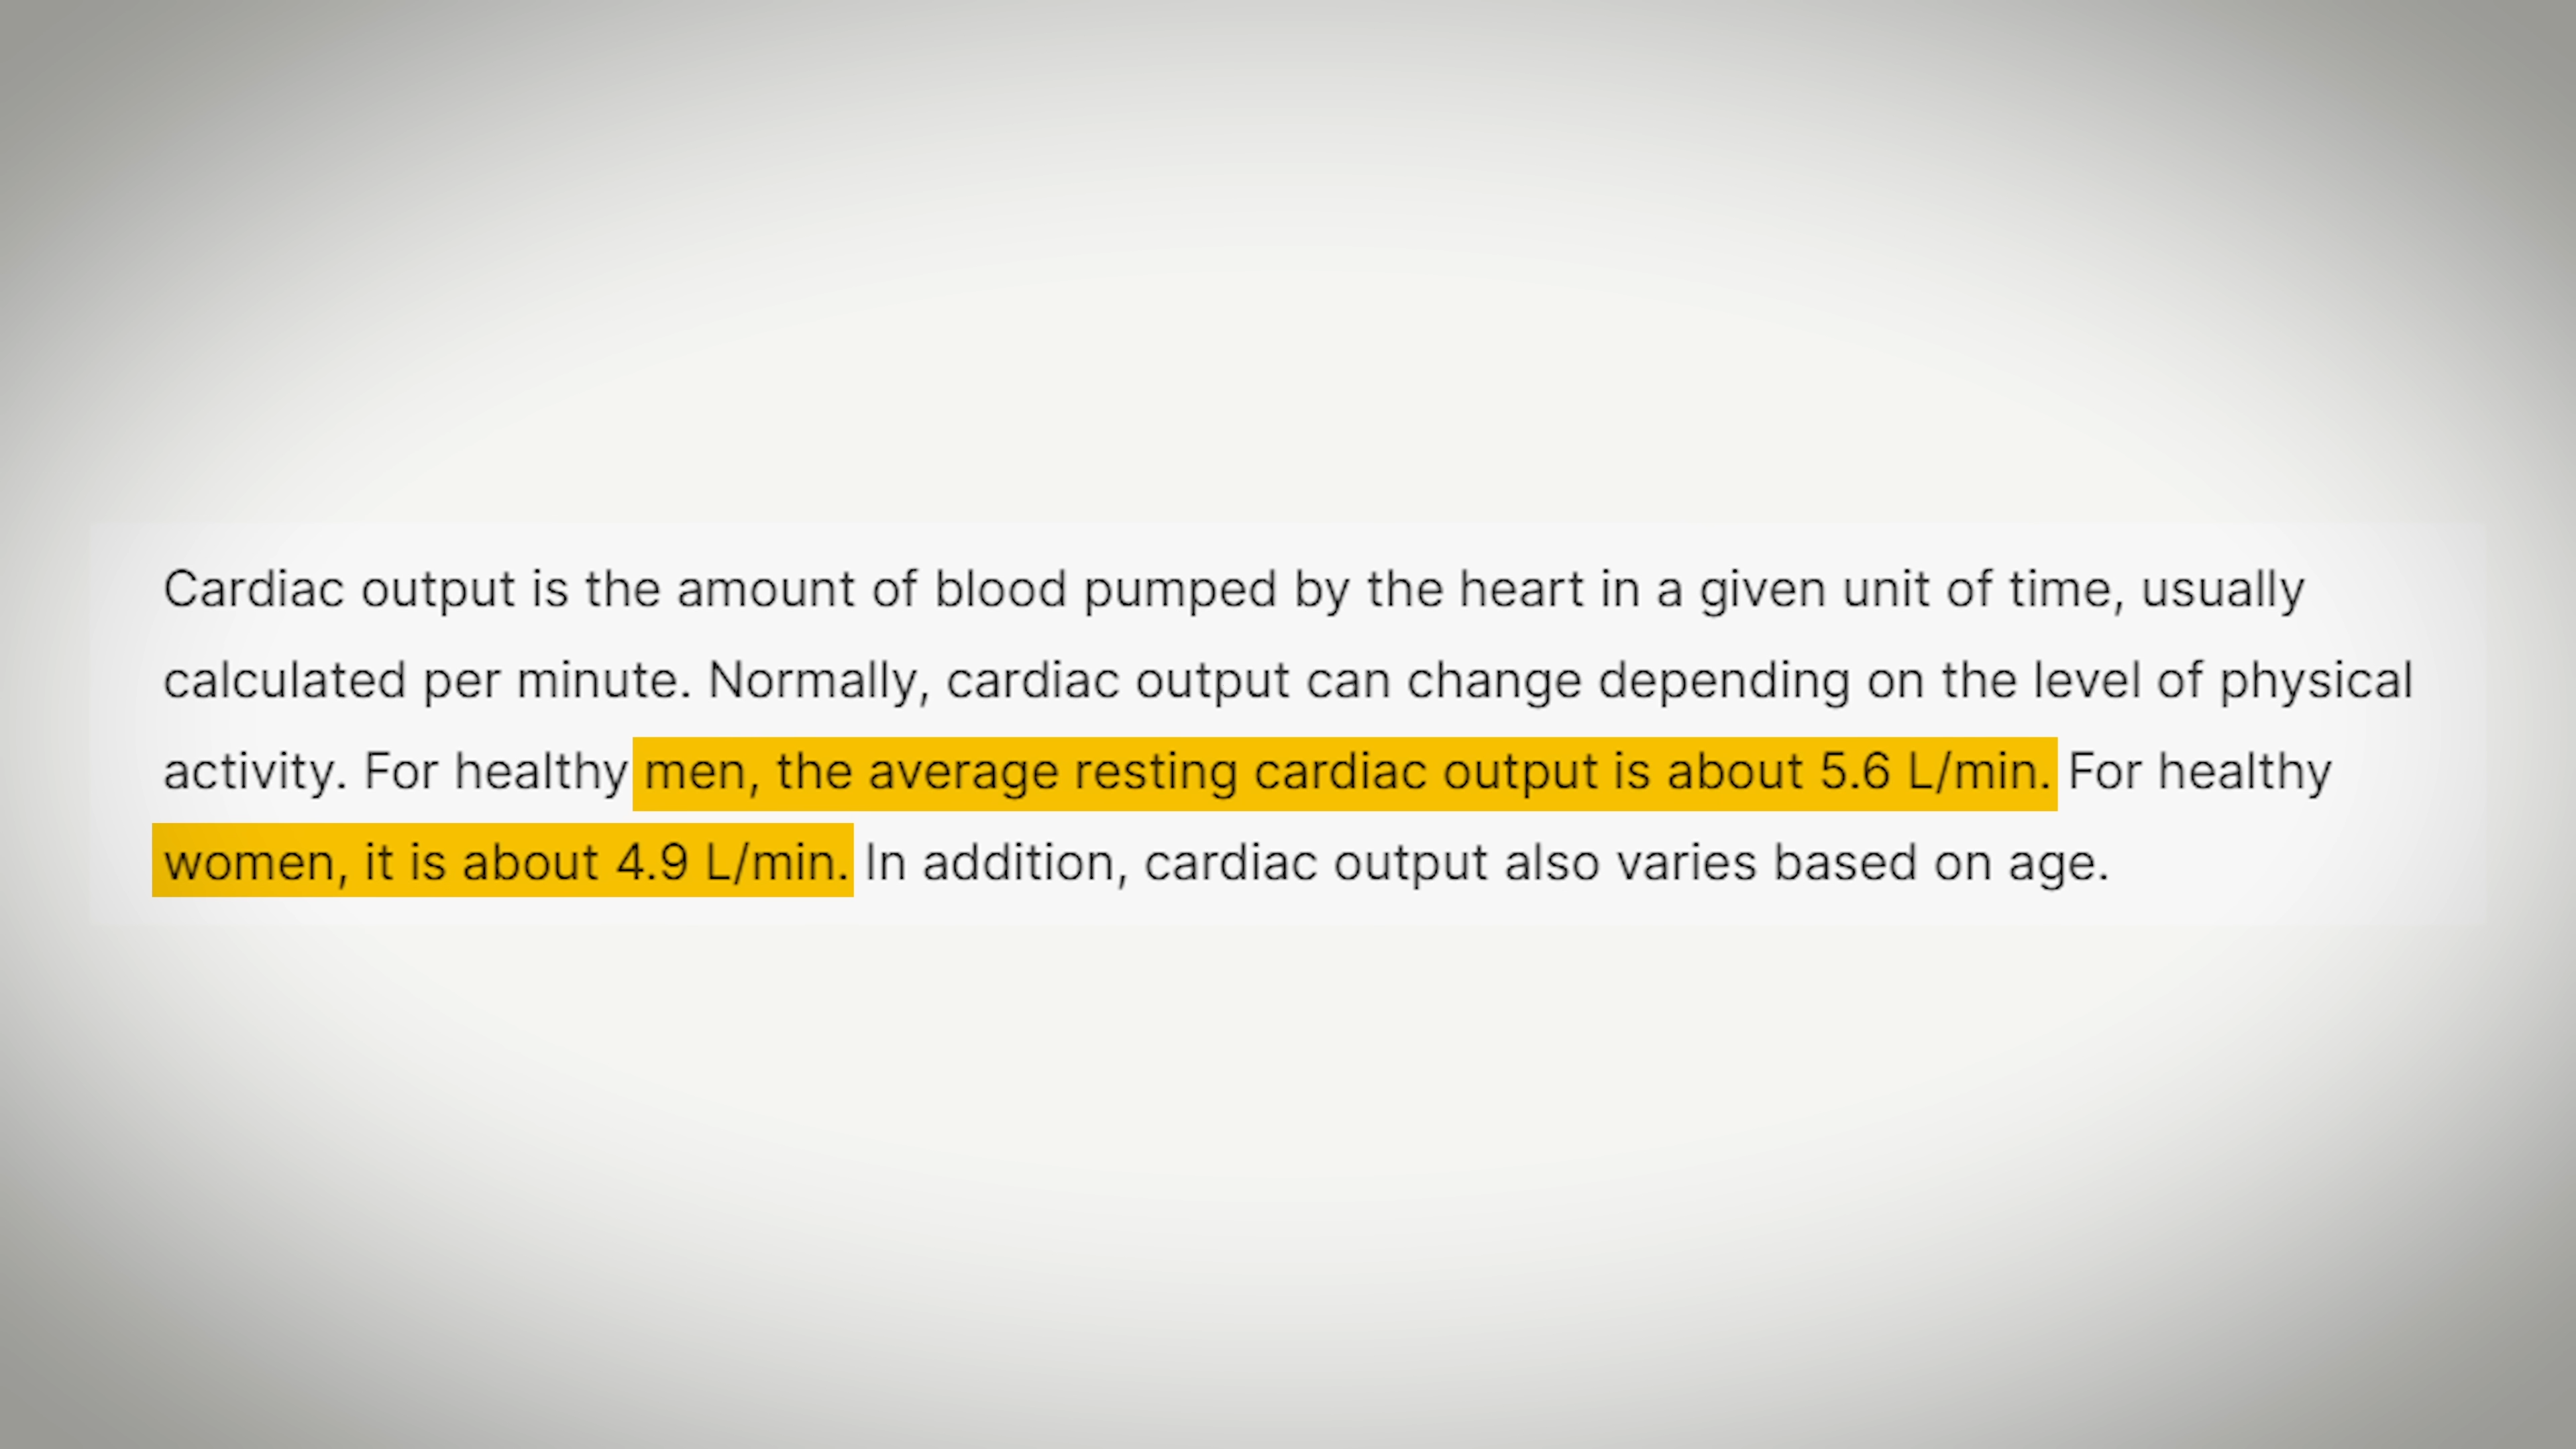 Cardiac output is the amount of blood pumped by the heart in a given unit of time, usually
calculated per minute. Normally, cardiac output can change depending on the level of physical
activity. For healthy men, the average resting cardiac output is about 5.6 L/min. For healthy
women, it is about 4.9 L/min. In addition, cardiac output also varies based on age.